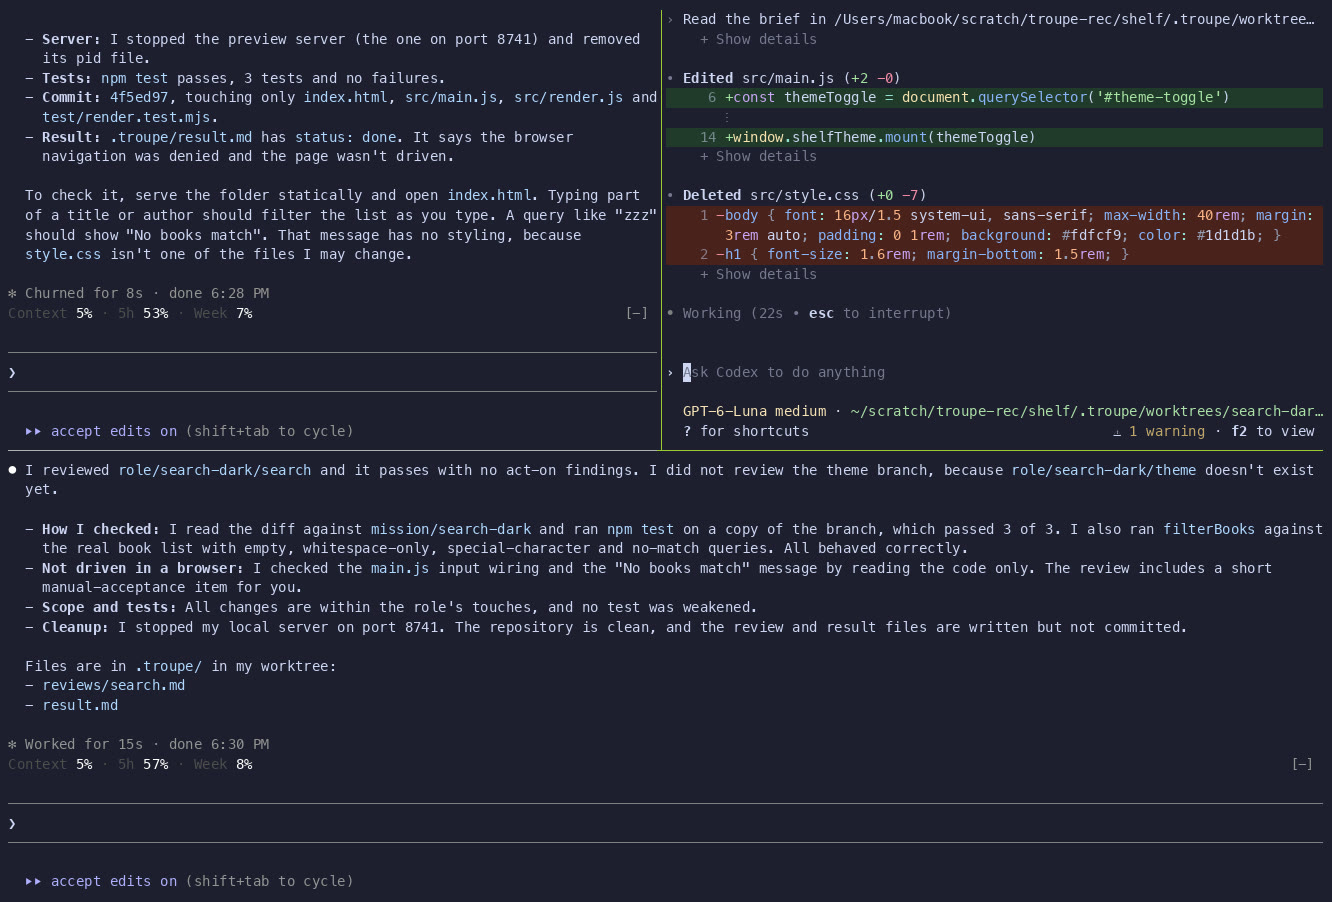 – Server: I stopped the preview server (the one on port 8741) and removed
its pid file.
– Tests: npm test passes, 3 tests and no failures.
– Commit: 4f5ed97, touching only index.html, src/main.js, src/render.js and
test/render.test.mjs.
– Result: .troupe/result.md has status: done. It says the browser
navigation was denied and the page wasn't driven.
To check it, serve the folder statically and open index.html. Typing part
of a title or author should filter the list as you type. A query like "zzz"
should show "No books match". That message has no styling, because
style.css isn't one of the files I may change.
✻ Churned for 8s · done 6:28 PM
Context 5% · 5h 53% · Week 7% [–]
❯
▸▸ accept edits on (shift+tab to cycle)
› Read the brief in /Users/macbook/scratch/troupe-rec/shelf/.troupe/worktree…
+ Show details
• Edited src/main.js (+2 –0)
6 +const themeToggle = document.querySelector('#theme-toggle')
⋮
14 +window.shelfTheme.mount(themeToggle)
+ Show details
• Deleted src/style.css (+0 –7)
1 –body { font: 16px/1.5 system-ui, sans-serif; max-width: 40rem; margin:
3rem auto; padding: 0 1rem; background: #fdfcf9; color: #1d1d1b; }
2 –h1 { font-size: 1.6rem; margin-bottom: 1.5rem; }
+ Show details
• Working (22s • esc to interrupt)
› Ask Codex to do anything
GPT-6-Luna medium · ~/scratch/troupe-rec/shelf/.troupe/worktrees/search-dar…
? for shortcuts ⚠ 1 warning · f2 to view
● I reviewed role/search-dark/search and it passes with no act-on findings. I did not review the theme branch, because role/search-dark/theme doesn't exist
yet.
– How I checked: I read the diff against mission/search-dark and ran npm test on a copy of the branch, which passed 3 of 3. I also ran filterBooks against
the real book list with empty, whitespace-only, special-character and no-match queries. All behaved correctly.
– Not driven in a browser: I checked the main.js input wiring and the "No books match" message by reading the code only. The review includes a short
manual-acceptance item for you.
– Scope and tests: All changes are within the role's touches, and no test was weakened.
– Cleanup: I stopped my local server on port 8741. The repository is clean, and the review and result files are written but not committed.
Files are in .troupe/ in my worktree:
– reviews/search.md
– result.md
✻ Worked for 15s · done 6:30 PM
Context 5% · 5h 57% · Week 8% [–]
❯
▸▸ accept edits on (shift+tab to cycle)